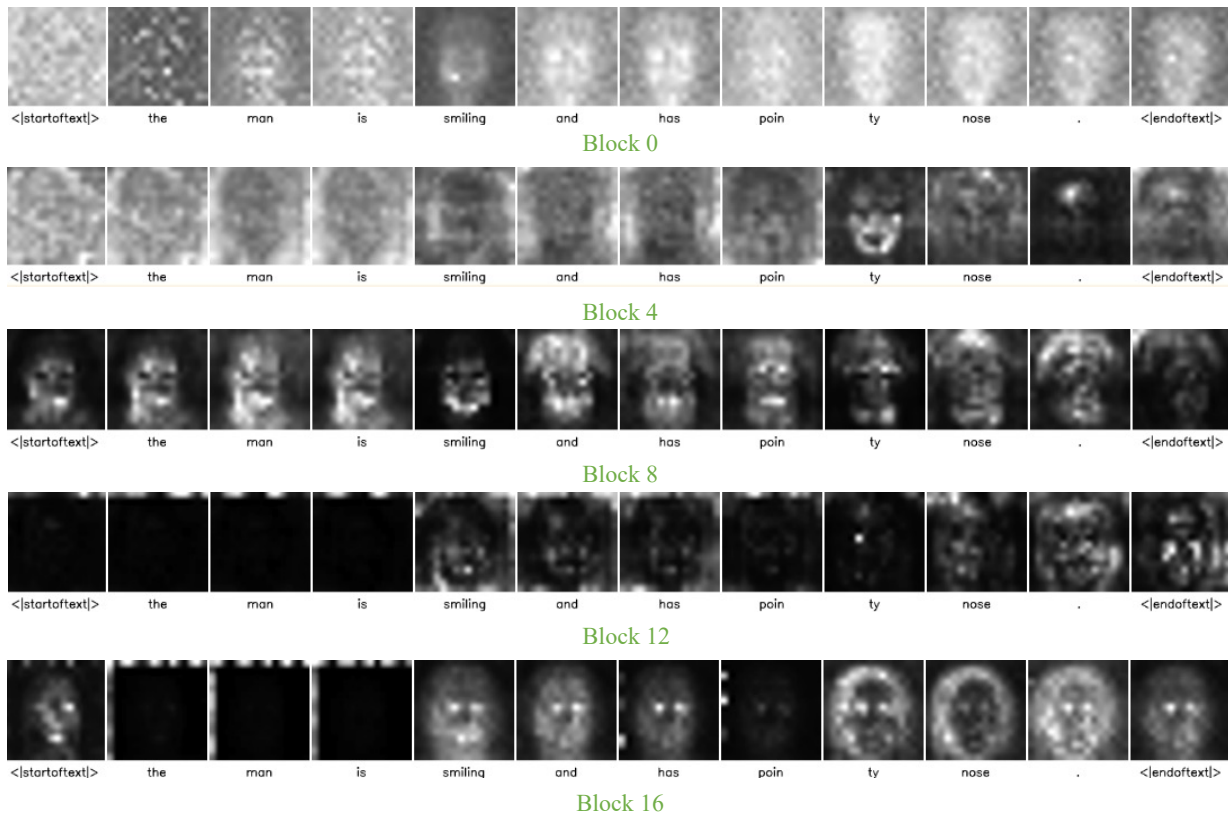 <|startoftext|> the man is smiling and has poin ty nose . <|endoftext|>
Block 0
<|startoftext|> the man is smiling and has poin ty nose . <|endoftext|>
Block 4
<|startoftext|> the man is smiling and has poin ty nose . <|endoftext|>
Block 8
<|startoftext|> the man is smiling and has poin ty nose . <|endoftext|>
Block 12
<|startoftext|> the man is smiling and has poin ty nose . <|endoftext|>
Block 16